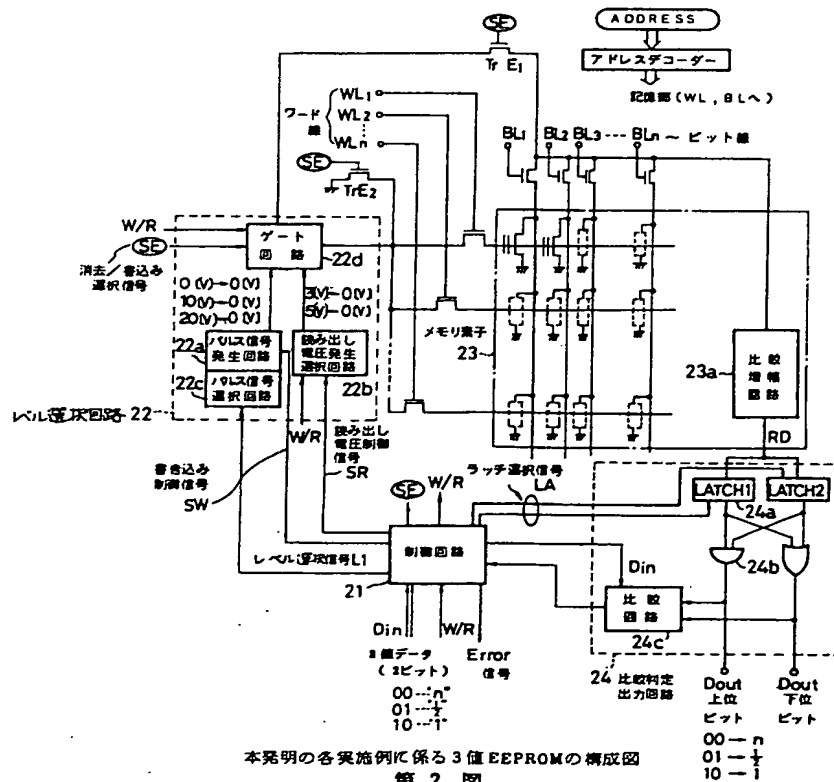 SE
Tr E1
ADDRESS
アドレスデコーダー
記憶部(WL,BLへ)
ワード線
WL1
WL2
WLn
BL1 BL2 BL3 ---- BLn ~ ビット線
SE
TrE2
W/R
SE
消去/書込み
選択信号
ゲート
回路
22d
0(V)→0(V)
10(V)→0(V)
20(V)→0(V)
3(V)→0(V)
5(V)→0(V)
22a
パルス信号
発生回路
22c
パルス信号
選択回路
読み出し
電圧発生
選択回路
22b
レベル選択回路 22
W/R
読み出し
電圧制御
信号
SR
書き込み
制御信号
SW
メモリ素子
23
23a
比較
増幅
回路
RD
ラッチ選択信号
LA
LATCH1
LATCH2
24a
24b
SE
W/R
レベル選択信号L1
制御回路
21
Din
比較
回路
24c
Din
W/R
Error
信号
2値データ
(2ビット)
00---"n"
01---"½"
10---"1"
24 比較判定
出力回路
Dout
上位
ビット
Dout
下位
ビット
00 → n
01 → ½
10 → 1
本発明の各実施例に係る3値EEPROMの構成図
第 2 図